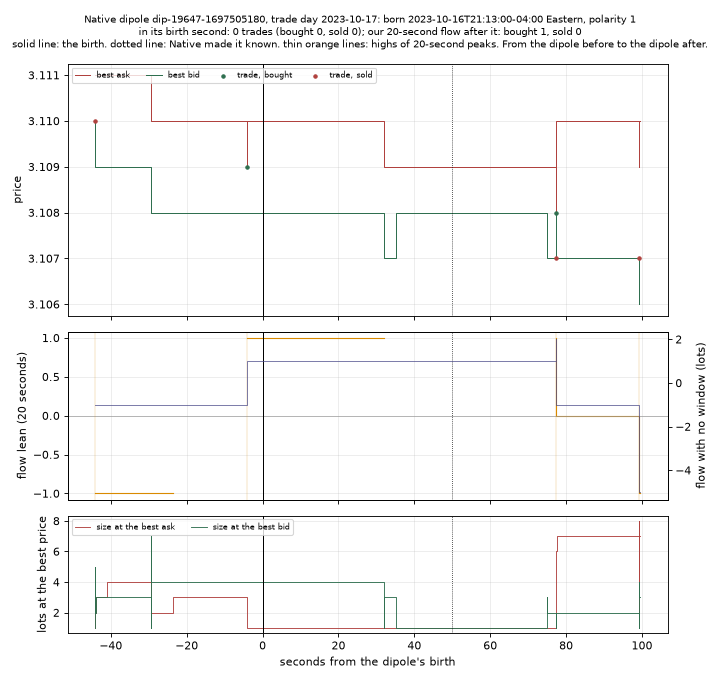 Native dipole dip-19647-1697505180, trade day 2023-10-17: born 2023-10-16T21:13:00-04:00 Eastern, polarity 1
in its birth second: 0 trades (bought 0, sold 0); our 20-second flow after it: bought 1, sold 0
solid line: the birth. dotted line: Native made it known. thin orange lines: highs of 20-second peaks. From the dipole before to the dipole after.
best ask
best bid
trade, bought
trade, sold
3.111
3.110
3.109
3.108
3.107
3.106
price
1.0
0.5
0.0
−0.5
−1.0
flow lean (20 seconds)
2
0
−2
−4
flow with no window (lots)
size at the best ask
size at the best bid
8
6
4
2
lots at the best price
−40
−20
0
20
40
60
80
100
seconds from the dipole's birth